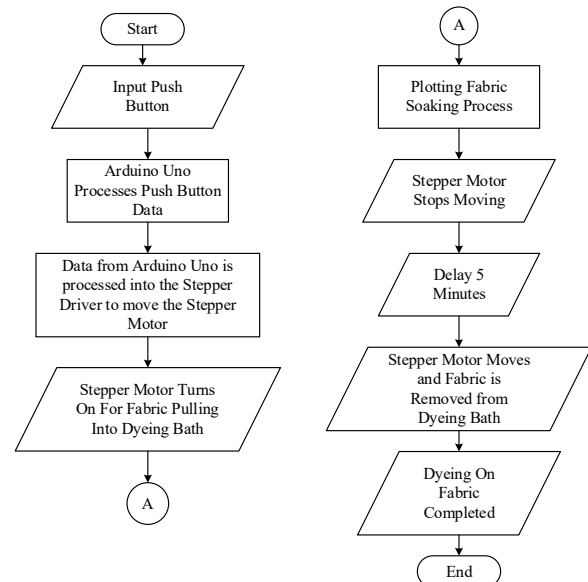 Start
Input Push
Button
Arduino Uno
Processes Push Button
Data
Data from Arduino Uno is
processed into the Stepper
Driver to move the Stepper
Motor
Stepper Motor Turns
On For Fabric Pulling
Into Dyeing Bath
A
A
Plotting Fabric
Soaking Process
Stepper Motor
Stops Moving
Delay 5
Minutes
Stepper Motor Moves
and Fabric is
Removed from
Dyeing Bath
Dyeing On
Fabric
Completed
End